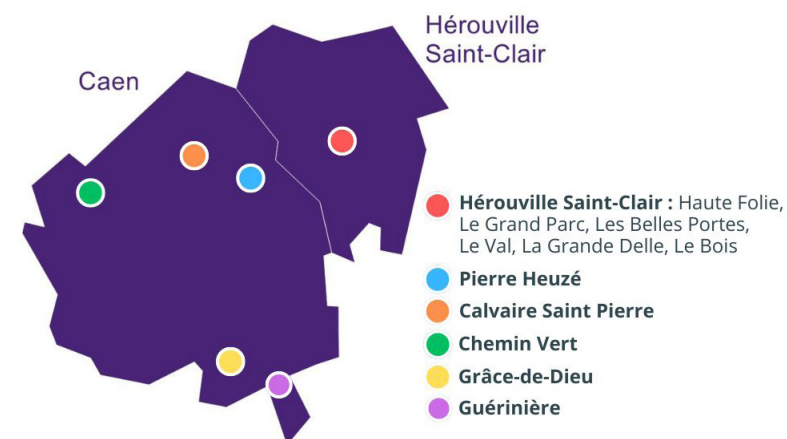 Hérouville
Saint-Clair
Caen
Hérouville Saint-Clair : Haute Folie,
Le Grand Parc, Les Belles Portes,
Le Val, La Grande Delle, Le Bois
Pierre Heuzé
Calvaire Saint Pierre
Chemin Vert
Grâce-de-Dieu
Guérinière